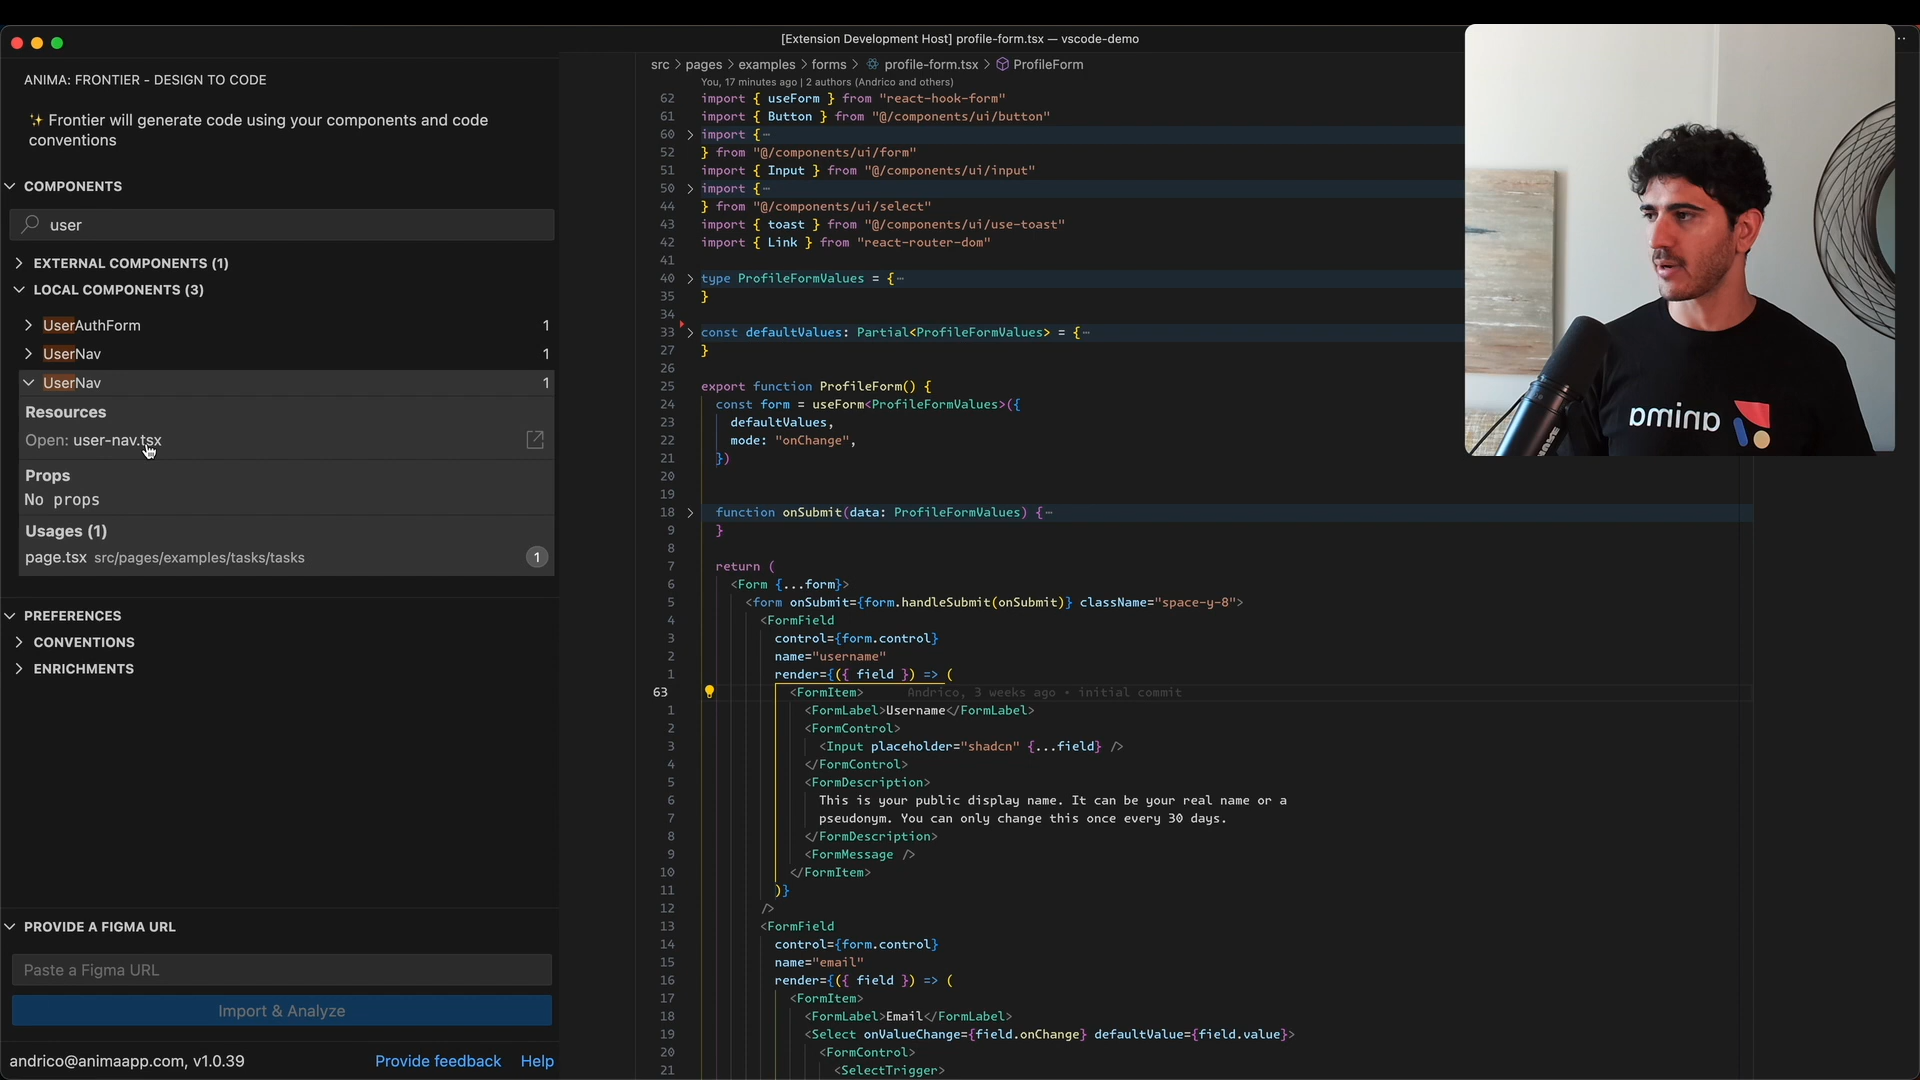 [Extension Development Host] profile-form.tsx — vscode-demo
ANIMA: FRONTIER - DESIGN TO CODE
✨ Frontier will generate code using your components and code
conventions
COMPONENTS
user
EXTERNAL COMPONENTS (1)
LOCAL COMPONENTS (3)
UserAuthForm 1
UserNav 1
UserNav 1
Resources
Open: user-nav.tsx
Props
No props
Usages (1)
page.tsx src/pages/examples/tasks/tasks 1
PREFERENCES
CONVENTIONS
ENRICHMENTS
PROVIDE A FIGMA URL
Paste a Figma URL
Import & Analyze
andrico@animaapp.com, v1.0.39 Provide feedback Help
src > pages > examples > forms > profile-form.tsx > ProfileForm
You, 17 minutes ago | 2 authors (Andrico and others)
62 import { useForm } from "react-hook-form"
61 import { Button } from "@/components/ui/button"
60 > import {⋯
52 } from "@/components/ui/form"
51 import { Input } from "@/components/ui/input"
50 > import {⋯
44 } from "@/components/ui/select"
43 import { toast } from "@/components/ui/use-toast"
42 import { Link } from "react-router-dom"
41
40 > type ProfileFormValues = {⋯
35 }
34
33 > const defaultValues: Partial<ProfileFormValues> = {⋯
27 }
26
25 export function ProfileForm() {
24 const form = useForm<ProfileFormValues>({
23 defaultValues,
22 mode: "onChange",
21 })
20
19
18 > function onSubmit(data: ProfileFormValues) {⋯
9 }
8
7 return (
6 <Form {...form}>
5 <form onSubmit={form.handleSubmit(onSubmit)} className="space-y-8">
4 <FormField
3 control={form.control}
2 name="username"
1 render={({ field }) => (
63 <FormItem> Andrico, 3 weeks ago • initial commit
1 <FormLabel>Username</FormLabel>
2 <FormControl>
3 <Input placeholder="shadcn" {...field} />
4 </FormControl>
5 <FormDescription>
6 This is your public display name. It can be your real name or a
7 pseudonym. You can only change this once every 30 days.
8 </FormDescription>
9 <FormMessage />
10 </FormItem>
11 )}
12 />
13 <FormField
14 control={form.control}
15 name="email"
16 render={({ field }) => (
17 <FormItem>
18 <FormLabel>Email</FormLabel>
19 <Select onValueChange={field.onChange} defaultValue={field.value}>
20 <FormControl>
21 <SelectTrigger>
anima